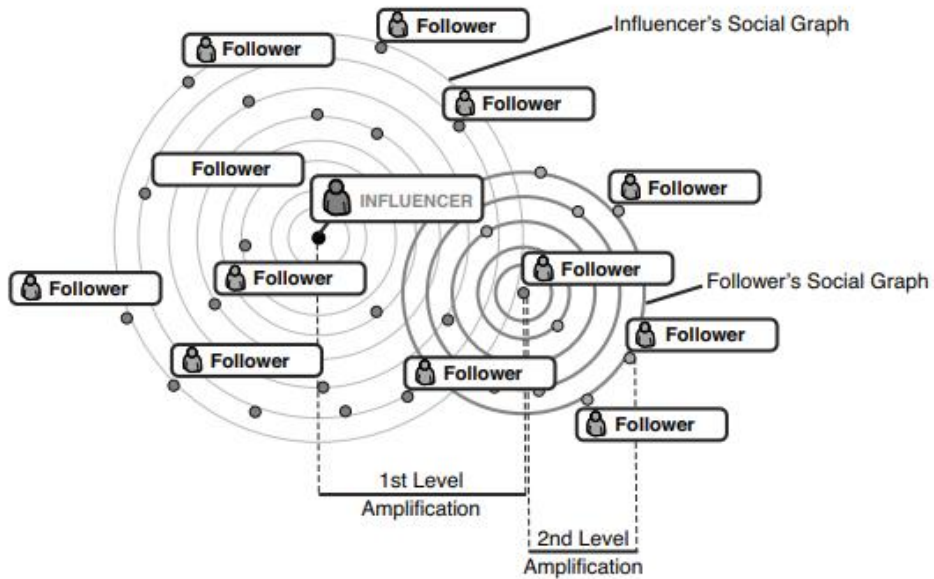 Follower
Influencer's Social Graph
Follower
Follower
Follower
Follower
INFLUENCER
Follower
Follower
Follower
Follower's Social Graph
Follower
Follower
Follower
Follower
Follower
1st Level
Amplification
2nd Level
Amplification